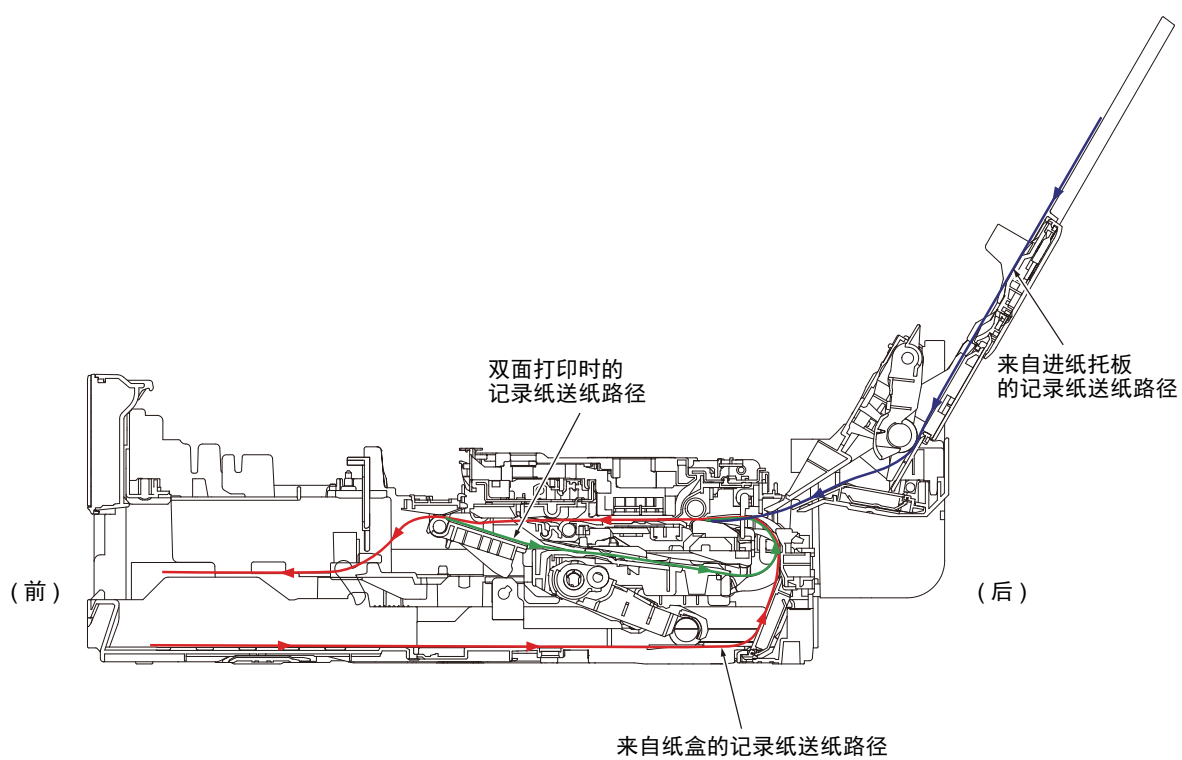 来自进纸托板
的记录纸送纸路径
双面打印时的
记录纸送纸路径
(前)
(后)
来自纸盒的记录纸送纸路径